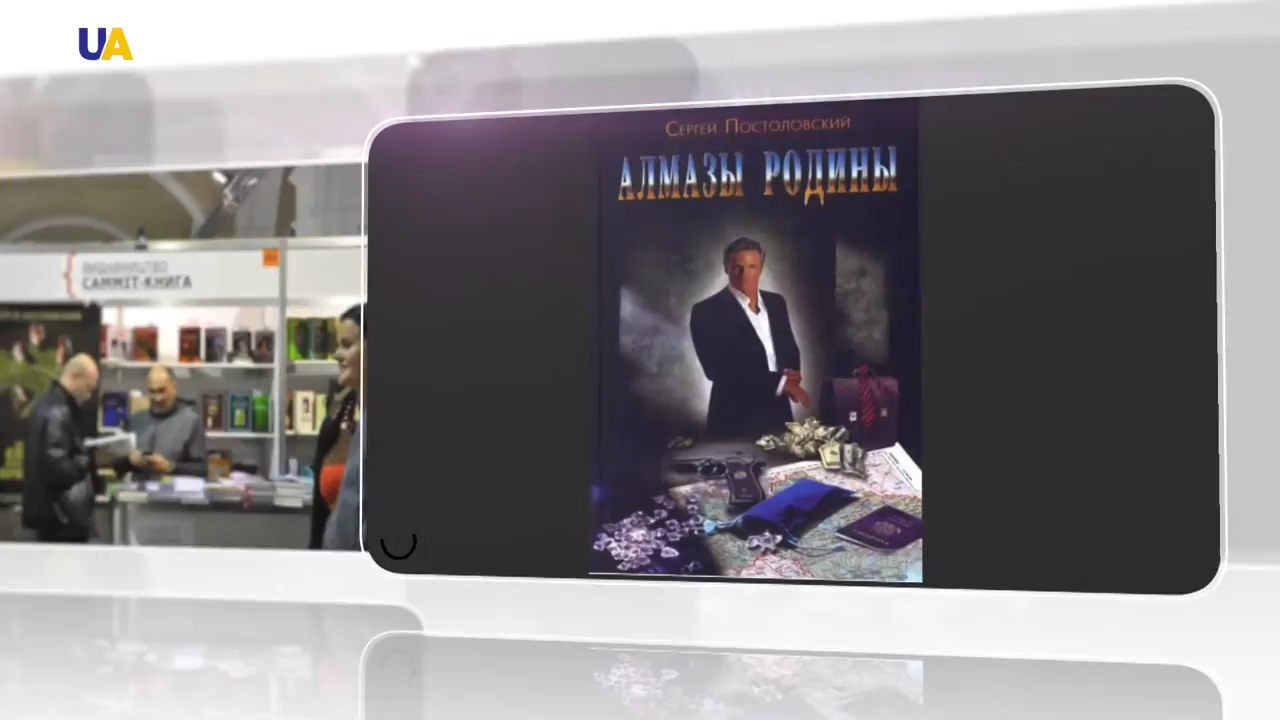 UA
ВИДАВНИЦТВО
САММІТ-КНИГА
Сергей Постоловский
АЛМАЗЫ РОДИНЫ